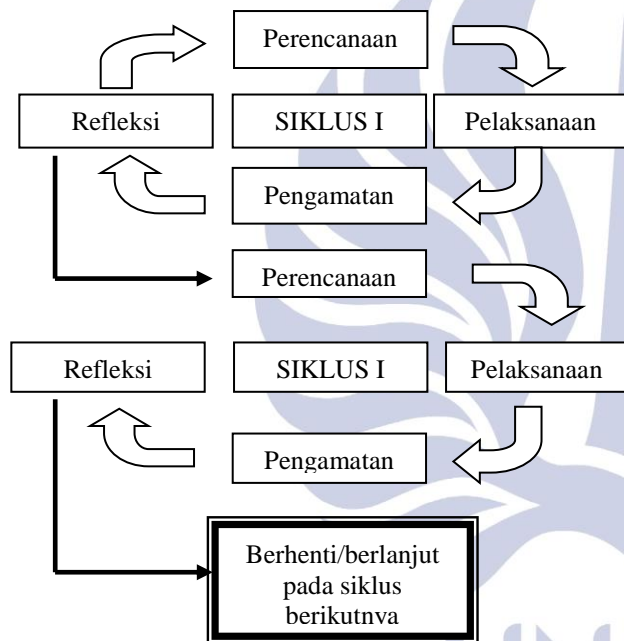 Perencanaan
Refleksi
SIKLUS I
Pelaksanaan
Pengamatan
Perencanaan
Refleksi
SIKLUS I
Pelaksanaan
Pengamatan
Berhenti/berlanjut
pada siklus
berikutnya